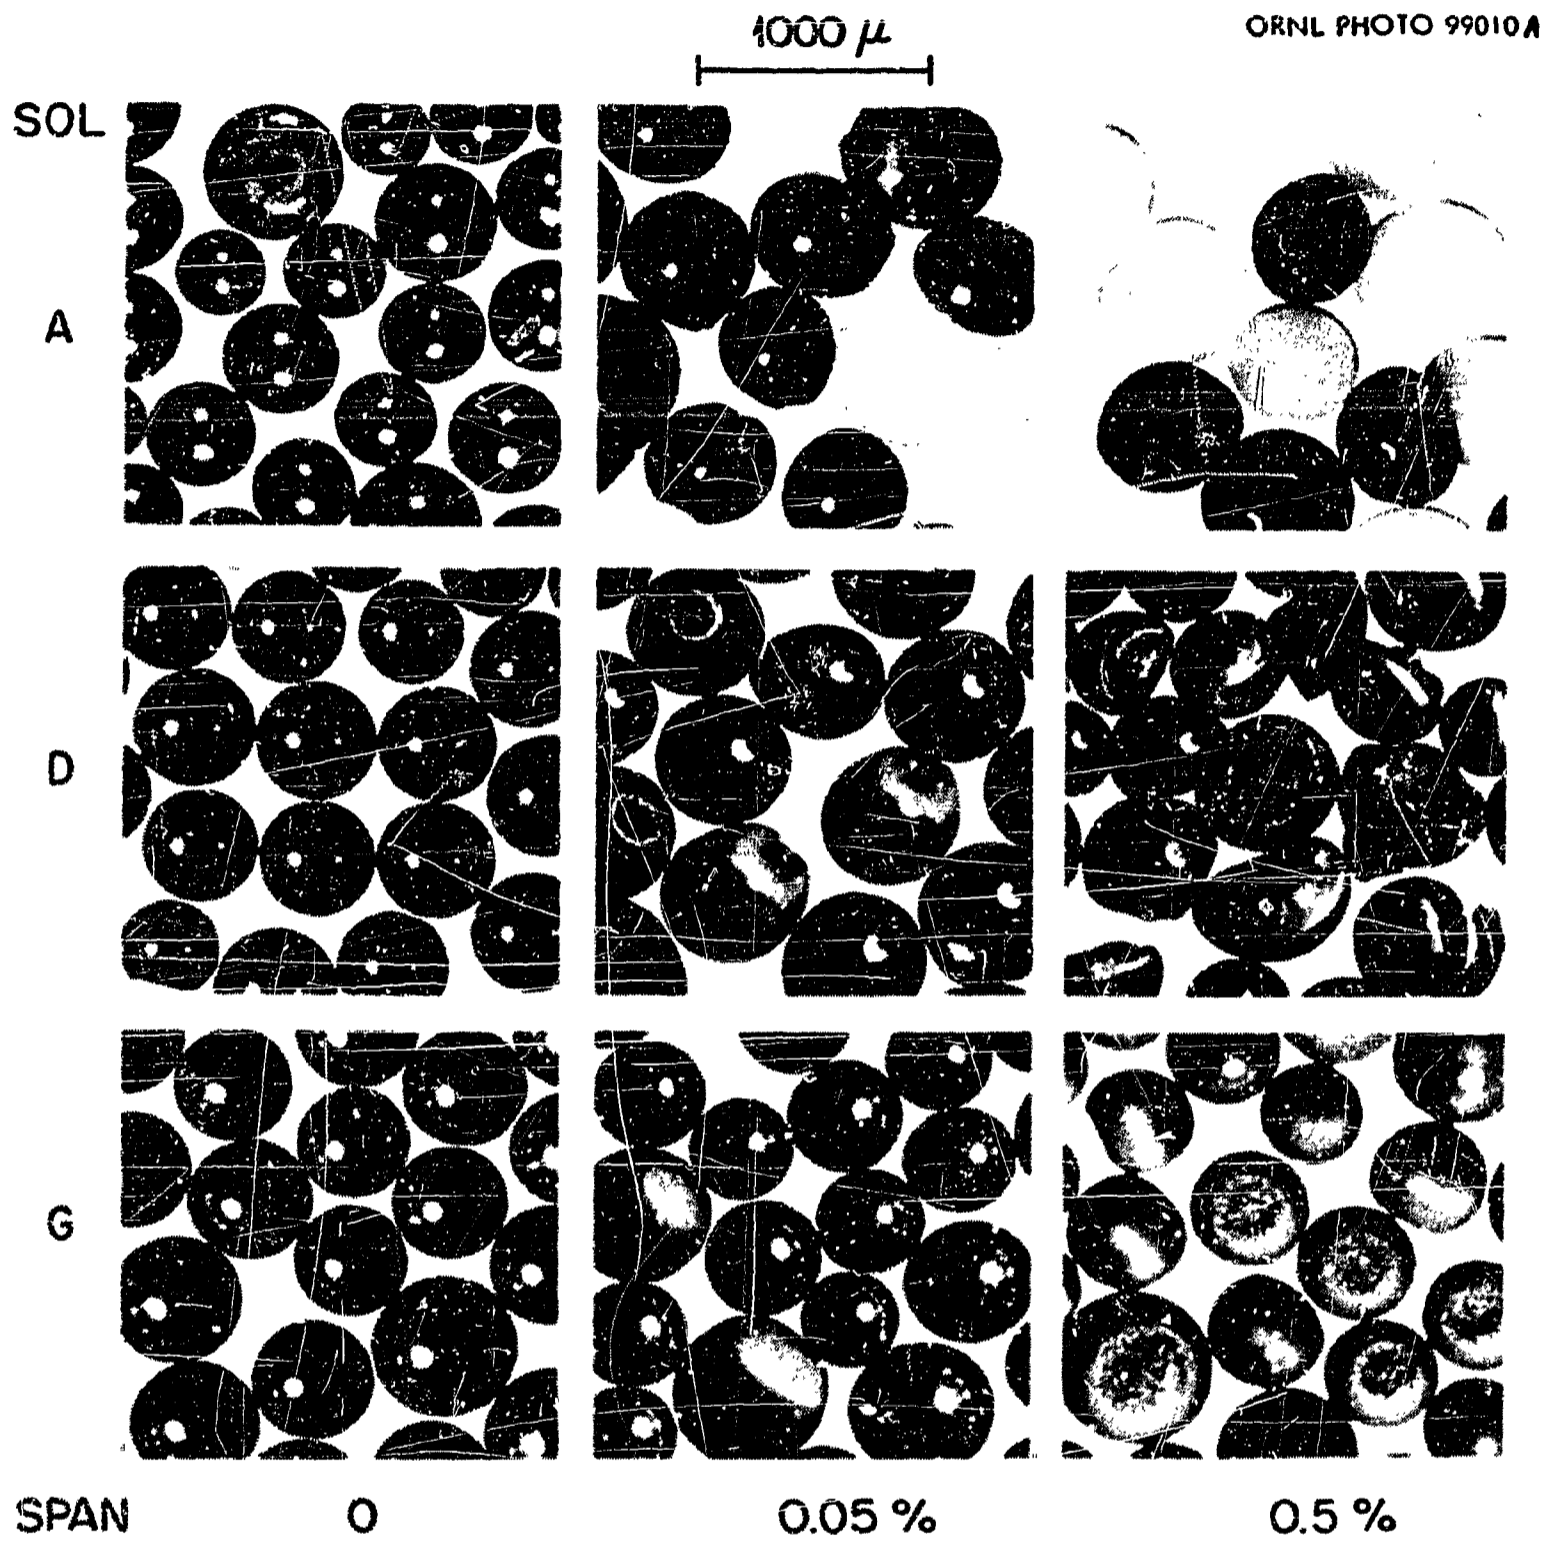 1000 μ
ORNL PHOTO 99010A
SOL
A
D
G
SPAN 0 0.05 % 0.5 %